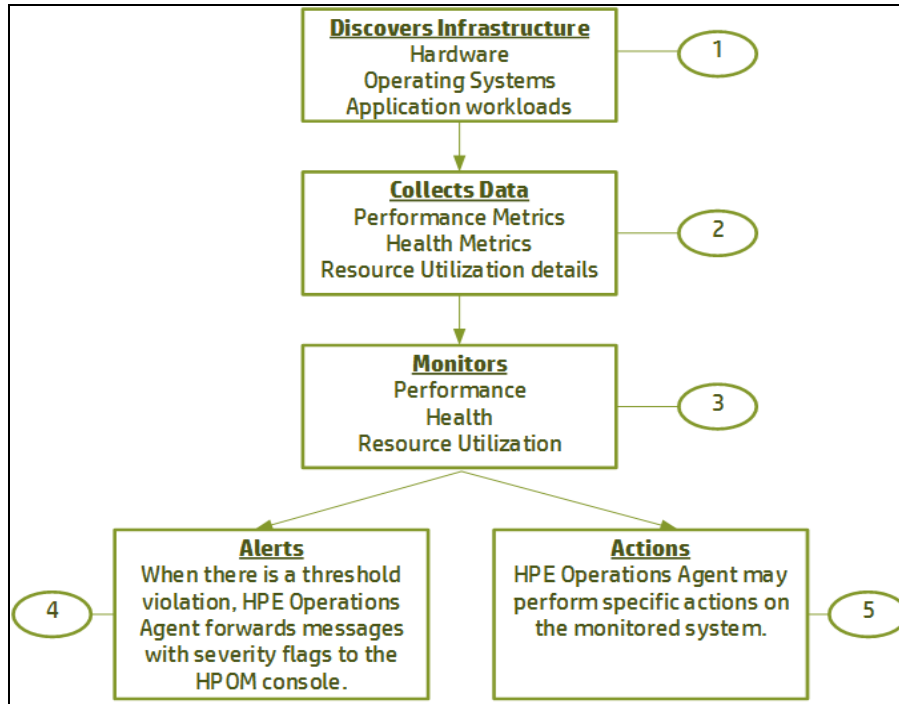 Discovers Infrastructure
Hardware
Operating Systems
Application workloads
1
Collects Data
Performance Metrics
Health Metrics
Resource Utilization details
2
Monitors
Performance
Health
Resource Utilization
3
Alerts
When there is a threshold
violation, HPE Operations
Agent forwards messages
with severity flags to the
HPOM console.
4
Actions
HPE Operations Agent may
perform specific actions on
the monitored system.
5